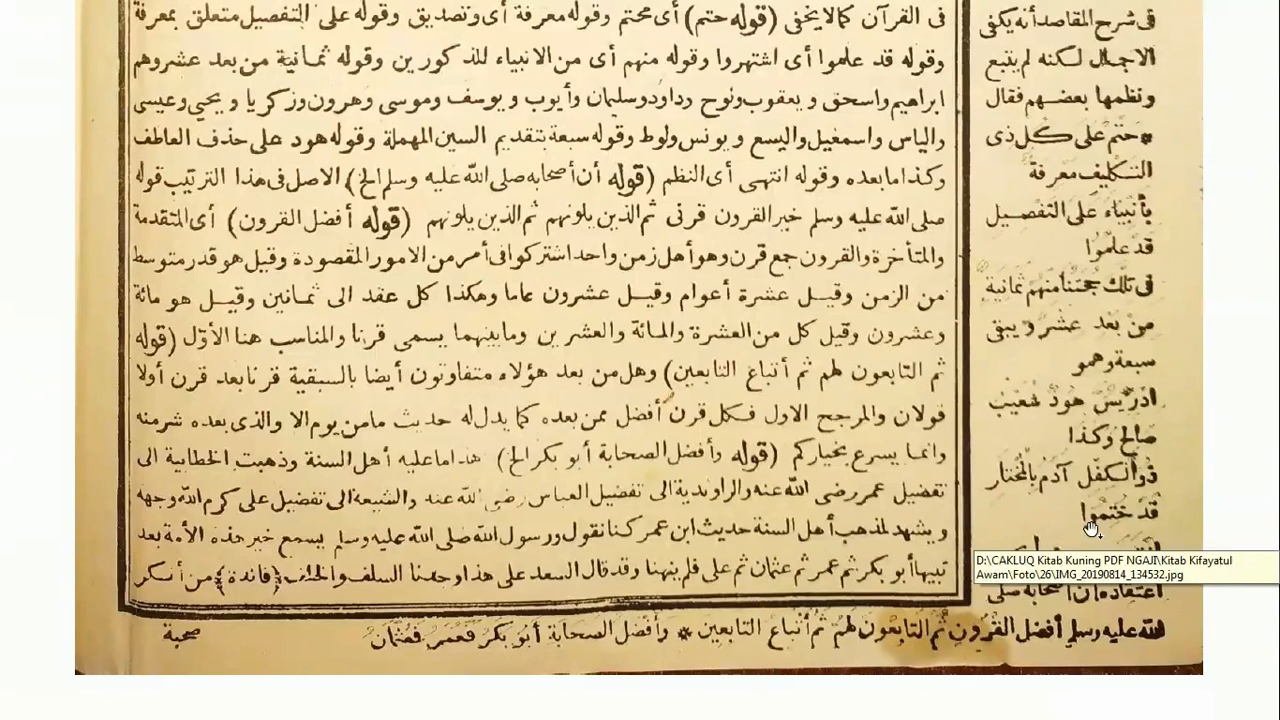 فى القرآن كما لا يخفى (قوله حتم) أى محتم وقوله معرفة أى وتصديق وقوله على التفصيل متعلق بمعرفة
وقوله قد علموا أى اشتهروا وقوله منهم أى من الانبياء المذكورين وقوله ثمانية من بعد عشر وهم
ابراهيم واسحق ويعقوب ونوح وداود وسليمان وأيوب ويوسف وموسى وهرون وزكريا ويحيى وعيسى
والياس واسمعيل واليسع ويونس ولوط وقوله سبعة بتقديم السين المهملة وقوله هود على حذف العاطف
وكذا ما بعده وقوله انتهى أى النظم (قوله أن أصحابه صلى الله عليه وسلم الخ) الاصل فى هذا الترتيب قوله
صلى الله عليه وسلم خير القرون قرنى ثم الذين يلونهم ثم الذين يلونهم (قوله أفضل القرون) أى المتقدمة
والمتأخرة والقرون جمع قرن وهو أهل زمن واحد اشتركوا فى أمر من الامور المقصودة وقيل هو قدر متوسط
من الزمن وقيل عشرة أعوام وقيل عشرون عاما وهكذا كل عقد الى ثمانين وقيل هو مائة
وعشرون وقيل كل من العشرة والمائة والعشرين وما بينهما يسمى قرنا والمناسب هنا الأول (قوله
ثم التابعون لهم ثم أتباع التابعين) وهل من بعد هؤلاء متفاوتون أيضا بالسبقية قرنا بعد قرن أولا
قولان والمرجح الاول فكل قرن أفضل ممن بعده كما يدل له حديث ما من يوم الا والذى بعده شر منه
وانما يسرع بخياركم (قوله وأفضل الصحابة أبو بكر الخ) هذا ما عليه أهل السنة وذهبت الخطابية الى
تفضيل عمر رضى الله عنه والراوندية الى تفضيل العباس رضى الله عنه والشيعة الى تفضيل على كرم الله وجهه
ويشهد لمذهب أهل السنة حديث ابن عمر كنا نقول ورسول الله صلى الله عليه وسلم يسمع خير هذه الأمة بعد
نبيها أبو بكر ثم عمر ثم عثمان ثم على فلم ينهنا وقد قال السعد على هذا وجدنا السلف والخلف (فائدة) من أنكر
صحبة
فى شرح المقاصد أنه يكفى
الاجمال لكنه لم يتبع
ونظمها بعضهم فقال
* حتم على كل ذى
التكليف معرفة
بأنبياء على التفصيل
قد علموا
فى تلك حجتنا منهم ثمانية
من بعد عشر ويبقى
سبعة وهمو
ادريس هود شعيب
صالح وكذا
ذو الكفل آدم بالمختار
قد ختموا
اعتقاده ان أصحابه صلى
الله عليه وسلم أفضل القرون ثم التابعون لهم ثم أتباع التابعين * وأفضل الصحابة أبو بكر فعمر فعثمان
D:\CAKLUQ Kitab Kuning PDF NGAJI\Kitab Kifayatul
Awam\Foto\26\IMG_20190814_134532.jpg